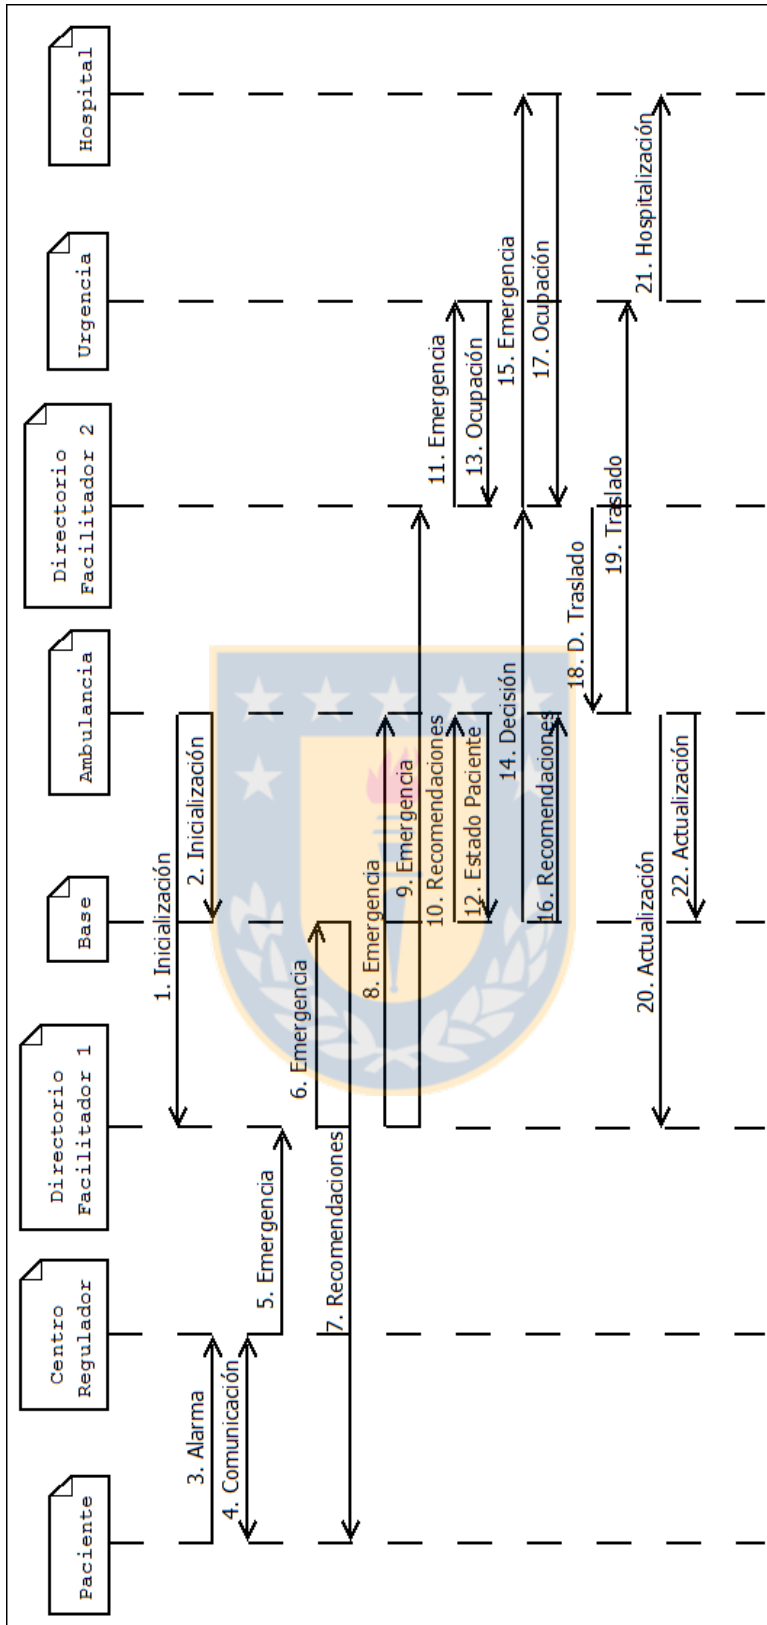 Paciente
Centro
Regulador
Directorio
Facilitador 1
Base
Ambulancia
Directorio
Facilitador 2
Urgencia
Hospital
1. Inicialización
2. Inicialización
3. Alarma
4. Comunicación
5. Emergencia
6. Emergencia
7. Recomendaciones
8. Emergencia
9. Emergencia
10. Recomendaciones
11. Emergencia
12. Estado Paciente
13. Ocupación
14. Decisión
15. Emergencia
16. Recomendaciones
17. Ocupación
18. D. Traslado
19. Traslado
20. Actualización
21. Hospitalización
22. Actualización